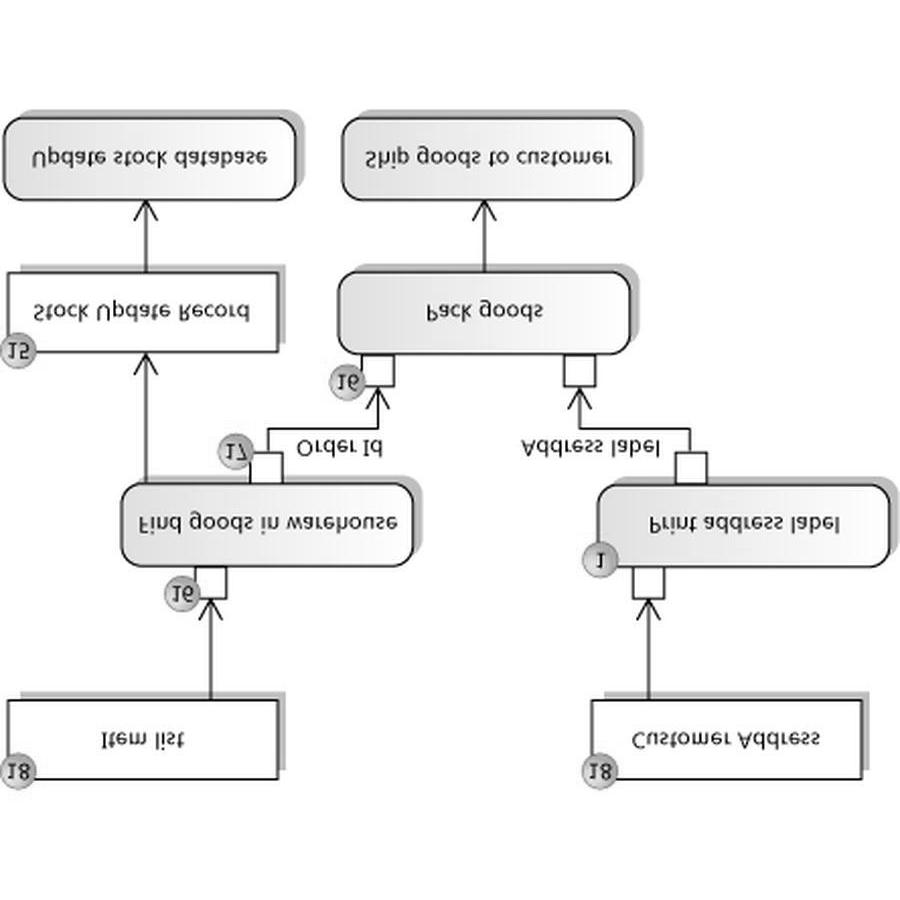 18
Item list
18
Customer Address
16
Find goods in warehouse
1
Print address label
17
Order Id
Address label
16
15
Stock Update Record
Pack goods
Update stock database
Ship goods to customer